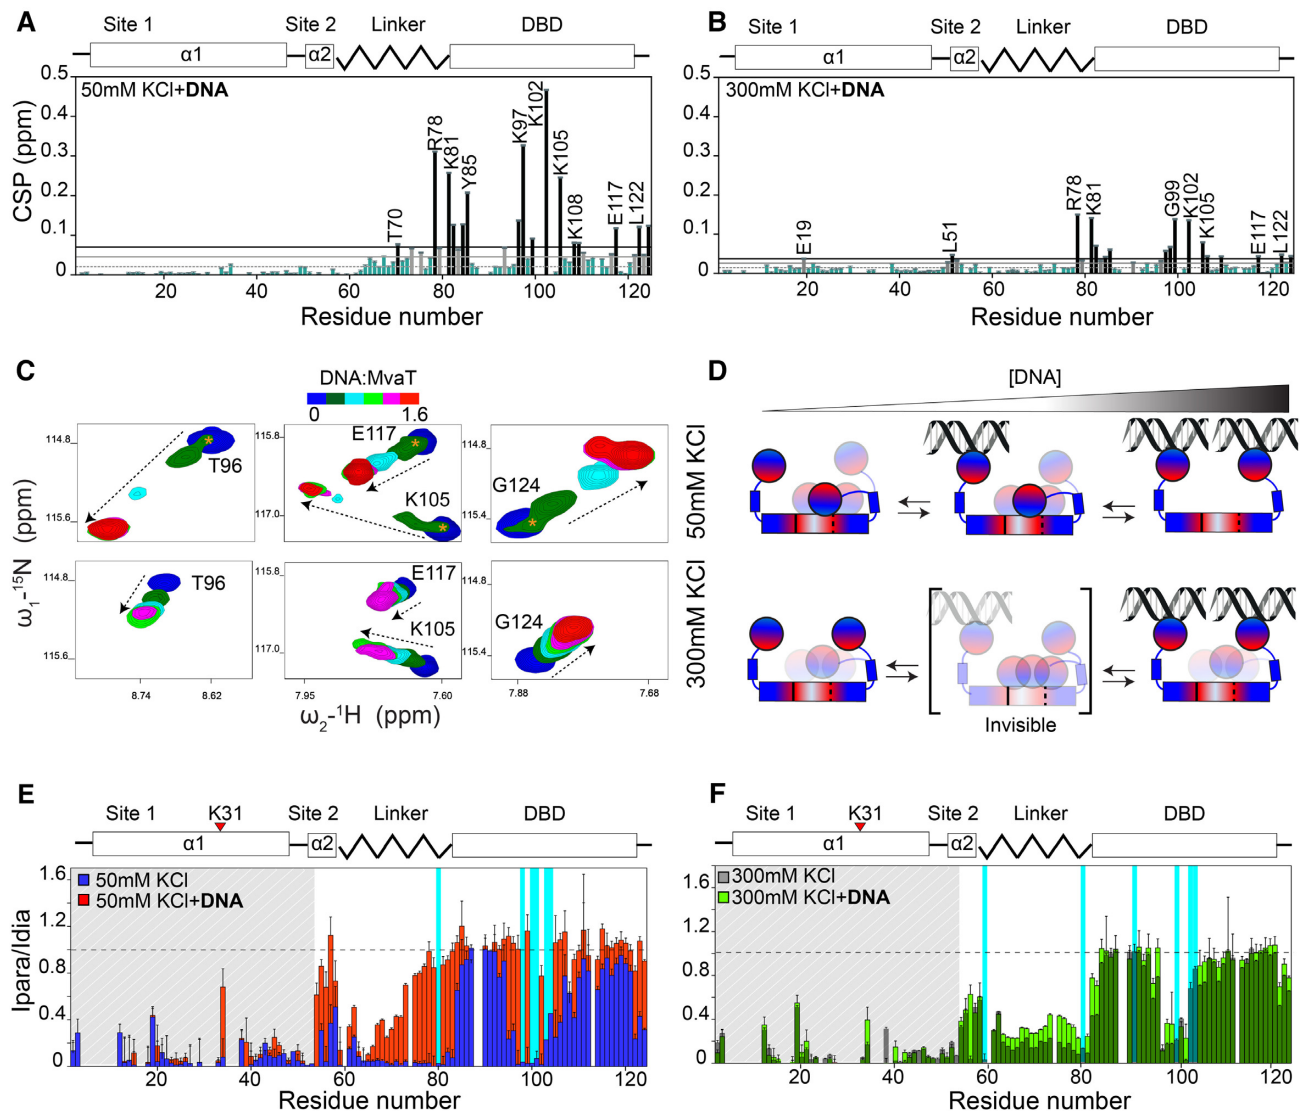 A
Site 1 Site 2 Linker DBD
α1 α2
50mM KCl+DNA
CSP (ppm)
0.5
0.4
0.3
0.2
0.1
0
T70 R78 K81 Y85 K97 K102 K105 K108 E117 L122
20 40 60 80 100 120
Residue number
B
Site 1 Site 2 Linker DBD
α1 α2
300mM KCl+DNA
0.5
0.4
0.3
0.2
0.1
0
E19 L51 R78 K81 G99 K102 K105 E117 L122
20 40 60 80 100 120
Residue number
C
DNA:MvaT
0 1.6
114.8
115.6
* T96
115.8
117.0
E117 *
K105 *
114.8
115.4
G124 *
114.8
115.6
T96
8.74 8.62
115.8
117.0
E117
K105
7.95 7.60
114.8
115.4
G124
7.88 7.68
ω1-15N (ppm)
ω2-1H (ppm)
D
[DNA]
50mM KCl
300mM KCl
Invisible
E
Site 1 K31 Site 2 Linker DBD
α1 α2
50mM KCl
50mM KCl+DNA
Ipara/Idia
1.6
1.2
0.8
0.4
0
20 40 60 80 100 120
Residue number
F
Site 1 K31 Site 2 Linker DBD
α1 α2
300mM KCl
300mM KCl+DNA
1.6
1.2
0.8
0.4
0
20 40 60 80 100 120
Residue number